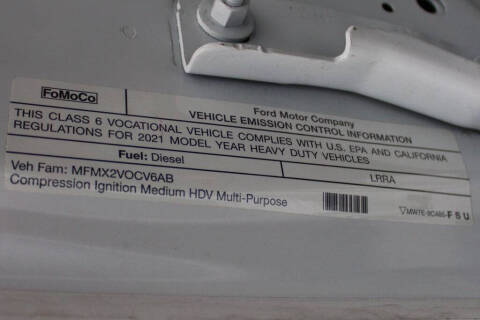 FoMoCo
Ford Motor Company
VEHICLE EMISSION CONTROL INFORMATION
THIS CLASS 6 VOCATIONAL VEHICLE COMPLIES WITH U.S. EPA AND CALIFORNIA
REGULATIONS FOR 2021 MODEL YEAR HEAVY DUTY VEHICLES
Fuel: Diesel
LRRA
Veh Fam: MFMX2VOCV6AB
Compression Ignition Medium HDV Multi-Purpose
F S U